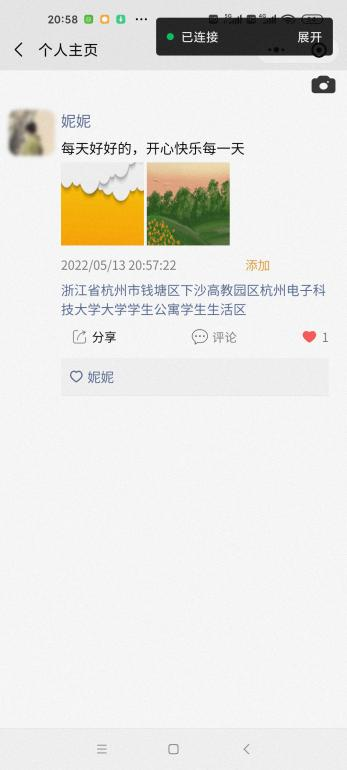 20:58
已连接 展开
个人主页
妮妮
每天好好的，开心快乐每一天
2022/05/13 20:57:22 添加
浙江省杭州市钱塘区下沙高教园区杭州电子科
技大学大学学生公寓学生生活区
分享 评论 1
妮妮